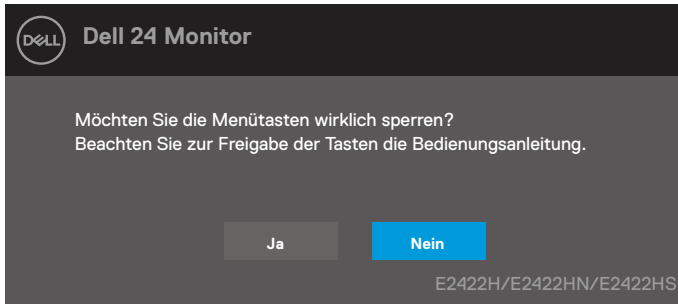 DELL
Dell 24 Monitor
Möchten Sie die Menütasten wirklich sperren?
Beachten Sie zur Freigabe der Tasten die Bedienungsanleitung.
Ja Nein
E2422H/E2422HN/E2422HS